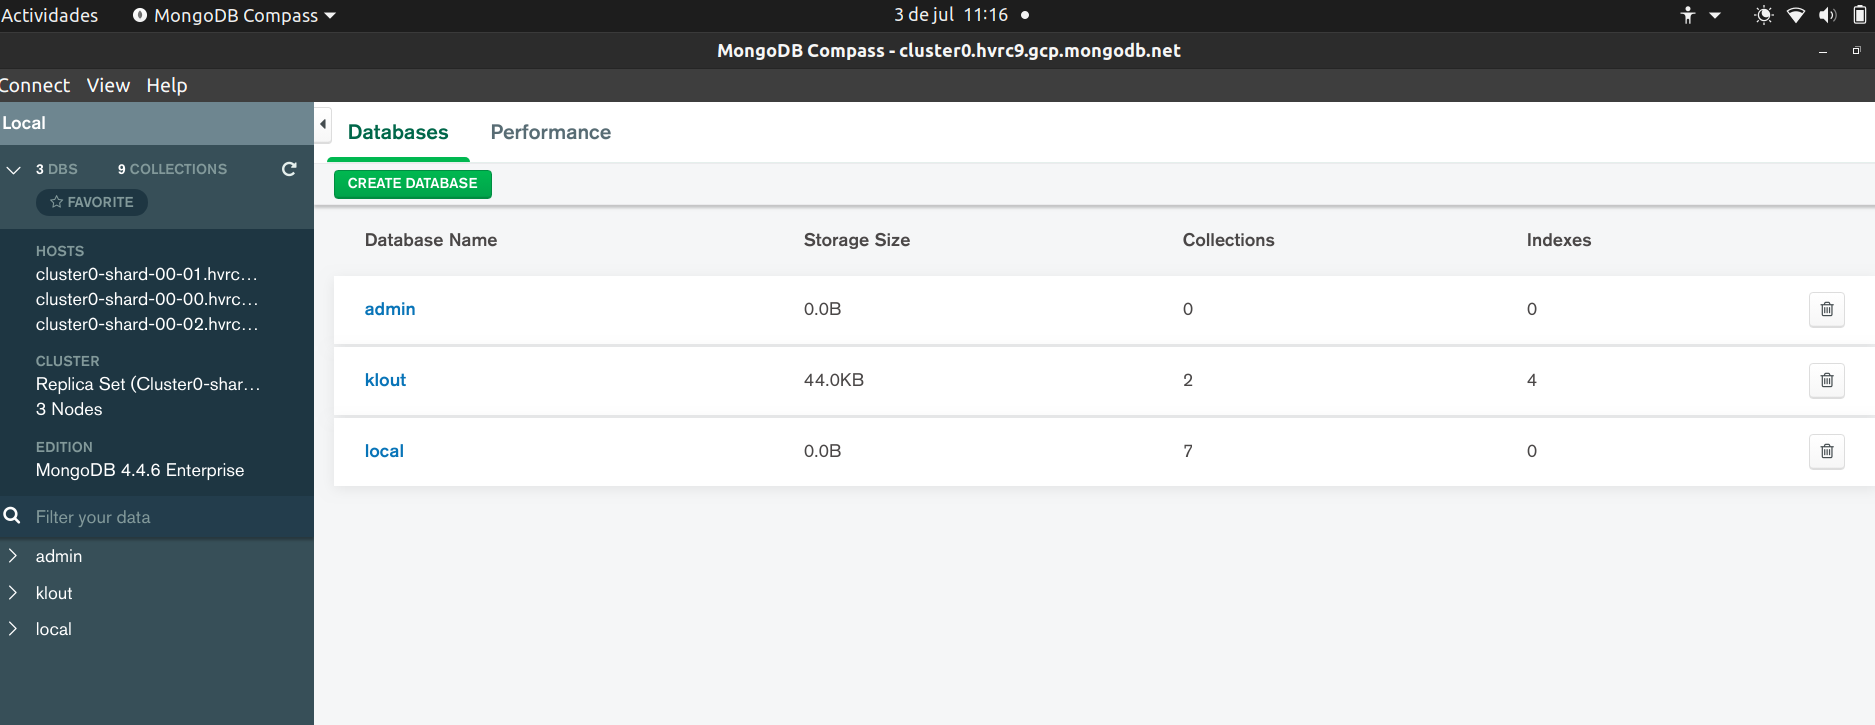 Actividades MongoDB Compass 3 de jul 11:16
MongoDB Compass - cluster0.hvrc9.gcp.mongodb.net
Connect View Help
Local
3 DBS 9 COLLECTIONS
FAVORITE
HOSTS
cluster0-shard-00-01.hvrc...
cluster0-shard-00-00.hvrc...
cluster0-shard-00-02.hvrc...
CLUSTER
Replica Set (Cluster0-shar...
3 Nodes
EDITION
MongoDB 4.4.6 Enterprise
Filter your data
admin
klout
local
Databases Performance
CREATE DATABASE
Database Name Storage Size Collections Indexes
admin 0.0B 0 0
klout 44.0KB 2 4
local 0.0B 7 0